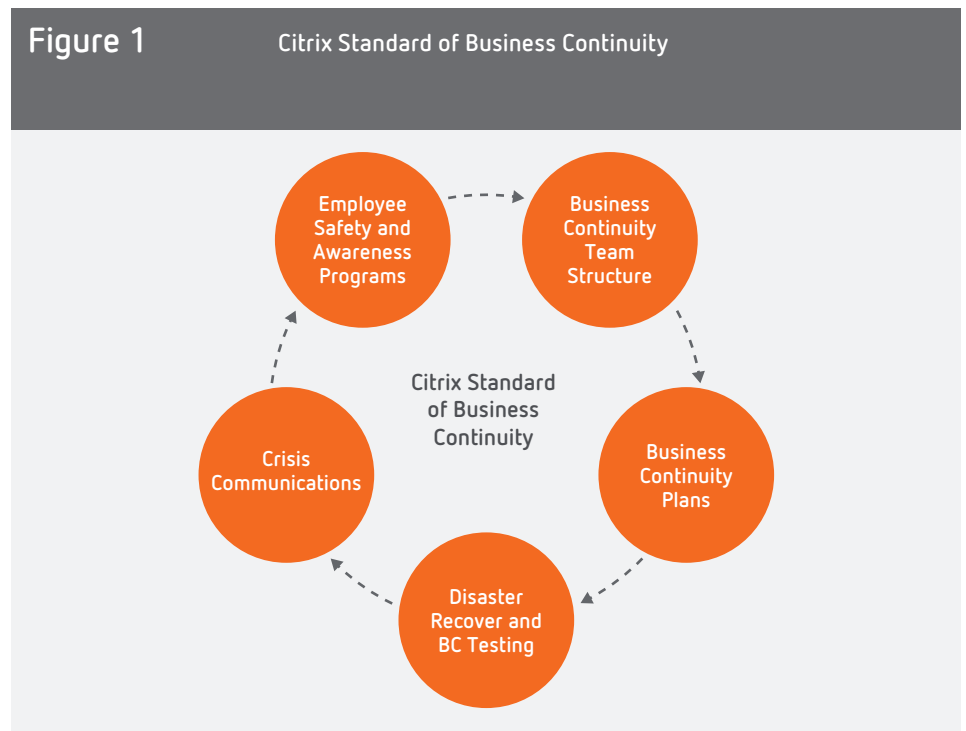 Figure 1
Citrix Standard of Business Continuity
Employee
Safety and
Awareness
Programs
Business
Continuity
Team
Structure
Citrix Standard
of Business
Continuity
Crisis
Communications
Business
Continuity
Plans
Disaster
Recover and
BC Testing